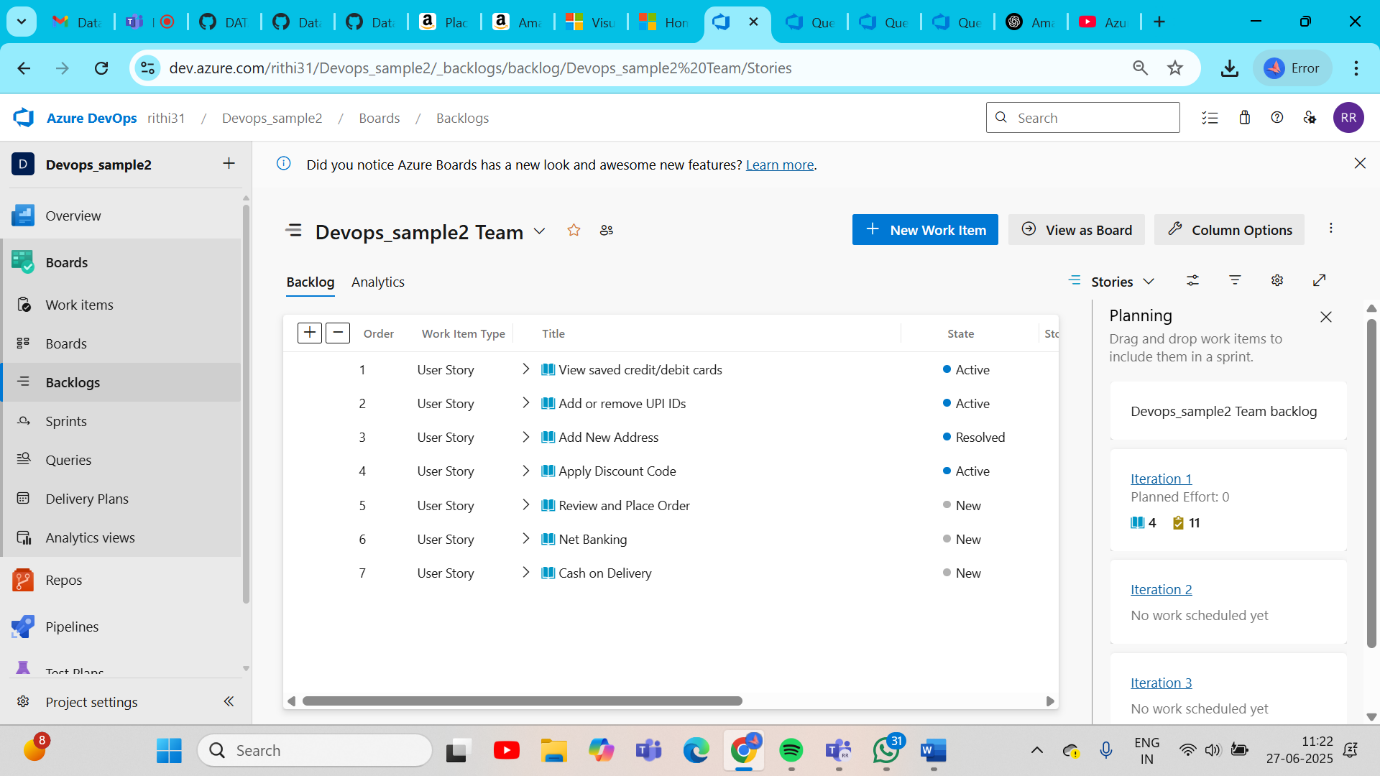 Data
DAT
Data
Data
Plac
Ama
Visu
Hom
Que
Que
Que
Ama
Azu
dev.azure.com/rithi31/Devops_sample2/_backlogs/backlog/Devops_sample2%20Team/Stories
Error
Azure DevOps rithi31 / Devops_sample2 / Boards / Backlogs
Search
RR
D Devops_sample2
Did you notice Azure Boards has a new look and awesome new features? Learn more.
Overview
Boards
Work items
Boards
Backlogs
Sprints
Queries
Delivery Plans
Analytics views
Repos
Pipelines
Test Plans
Project settings
Devops_sample2 Team
New Work Item
View as Board
Column Options
Backlog Analytics
Stories
Order Work Item Type Title State Sto
1 User Story View saved credit/debit cards Active
2 User Story Add or remove UPI IDs Active
3 User Story Add New Address Resolved
4 User Story Apply Discount Code Active
5 User Story Review and Place Order New
6 User Story Net Banking New
7 User Story Cash on Delivery New
Planning
Drag and drop work items to
include them in a sprint.
Devops_sample2 Team backlog
Iteration 1
Planned Effort: 0
4 11
Iteration 2
No work scheduled yet
Iteration 3
No work scheduled yet
8
Search
31
ENG
IN
11:22
27-06-2025